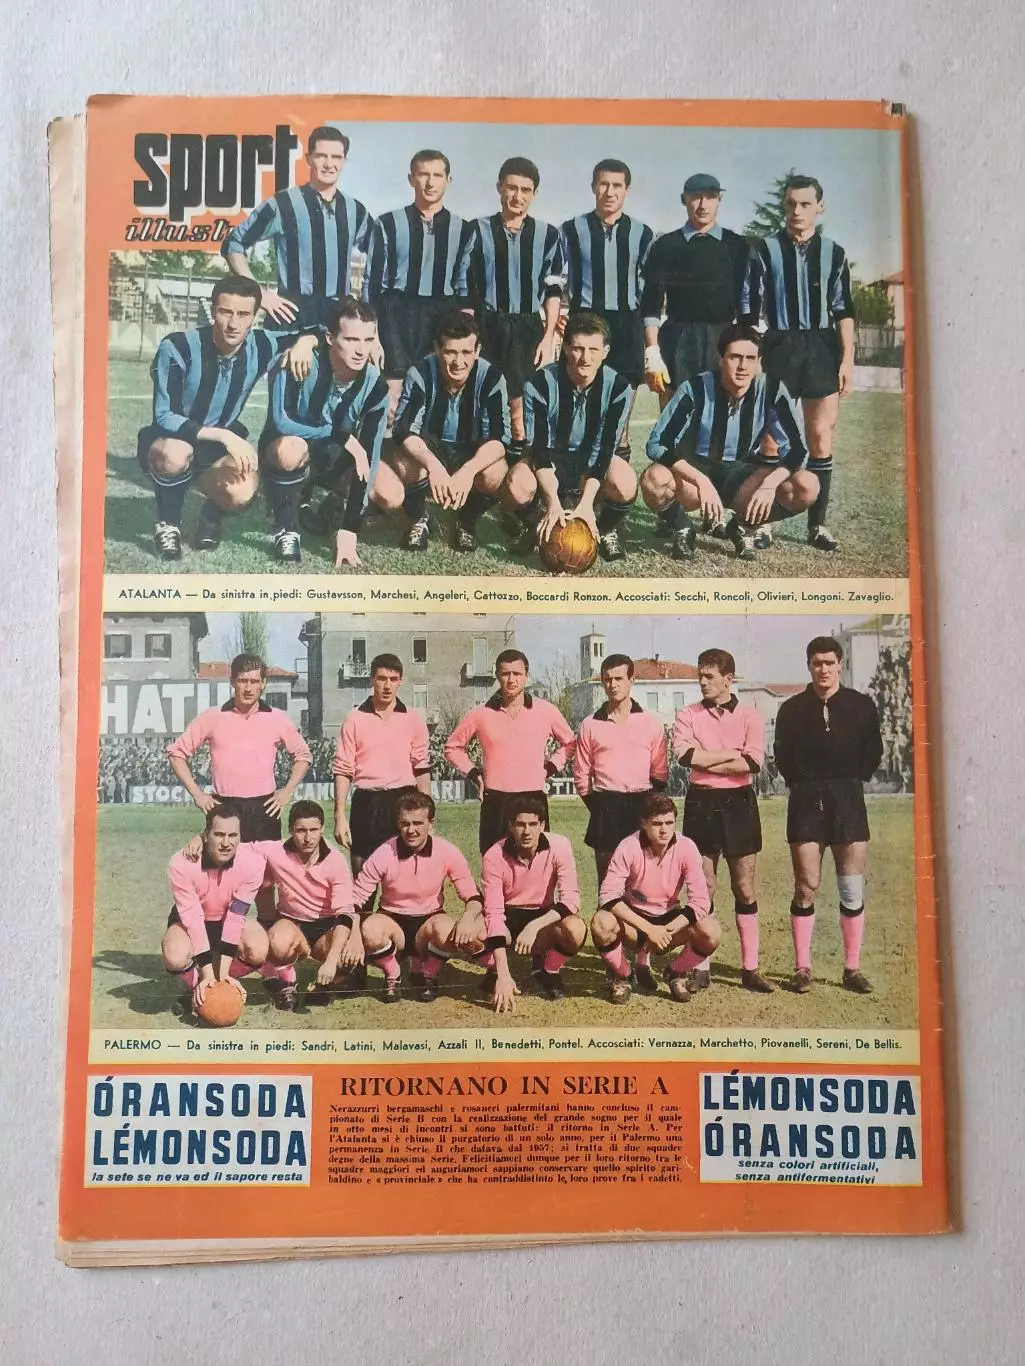 sport
illust
ATALANTA — Da sinistra in piedi: Gustavsson, Marchesi, Angeleri, Cattozzo, Boccardi Ronzon. Accosciati: Secchi, Roncoli, Olivieri, Longoni. Zavaglio.
HATÙ
STOCK
PALERMO — Da sinistra in piedi: Sandri, Latini, Malavasi, Azzali II, Benedetti, Pontel. Accosciati: Vernazza, Marchetto, Piovanelli, Sereni, De Bellis.
ÓRANSODA
LÉMONSODA
la sete se ne va ed il sapore resta
RITORNANO IN SERIE A
Nerazzurri bergamaschi e rosaneri palermitani hanno concluso il cam-
pionato di Serie B con la realizzazione del grande sogno per il quale
in otto mesi di incontri si sono battuti: il ritorno in Serie A. Per
l'Atalanta si è chiuso il purgatorio di un solo anno, per il Palermo una
permanenza in Serie B che datava dal 1957; si tratta di due squadre
degne della massima Serie. Felicitiamoci dunque per il loro ritorno tra le
squadre maggiori ed auguriamoci sappiano conservare quello spirito gari-
baldino e « provinciale » che ha contraddistinto le loro prove fra i cadetti.
LÉMONSODA
ÓRANSODA
senza colori artificiali,
senza antifermentativi